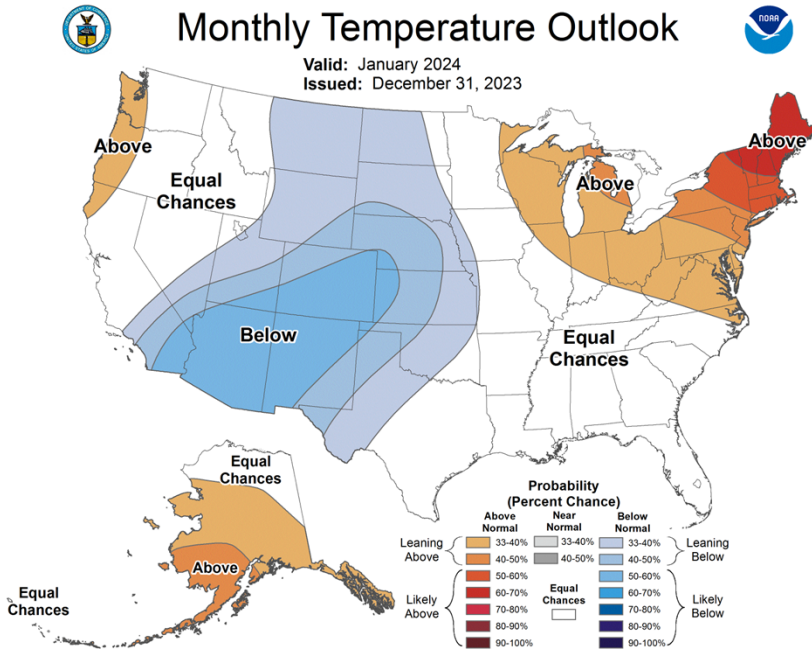 Monthly Temperature Outlook
NOAA
Valid: January 2024
Issued: December 31, 2023
Above
Equal
Chances
Below
Above
Above
Equal
Chances
Equal
Chances
Above
Equal
Chances
Probability
(Percent Chance)
Above
Normal
Near
Normal
Below
Normal
Leaning
Above
33-40%
33-40%
33-40%
Leaning
Below
40-50%
40-50%
40-50%
Likely
Above
50-60%
50-60%
60-70%
Equal
Chances
60-70%
70-80%
70-80%
80-90%
80-90%
90-100%
90-100%
Likely
Below